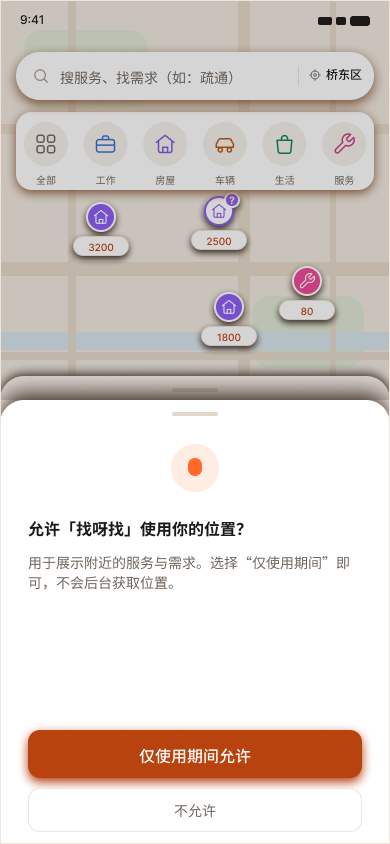 9:41
搜服务、找需求（如：疏通）
桥东区
全部
工作
房屋
车辆
生活
服务
?
3200
2500
80
1800
允许「找呀找」使用你的位置？
用于展示附近的服务与需求。选择“仅使用期间”即
可，不会后台获取位置。
仅使用期间允许
不允许